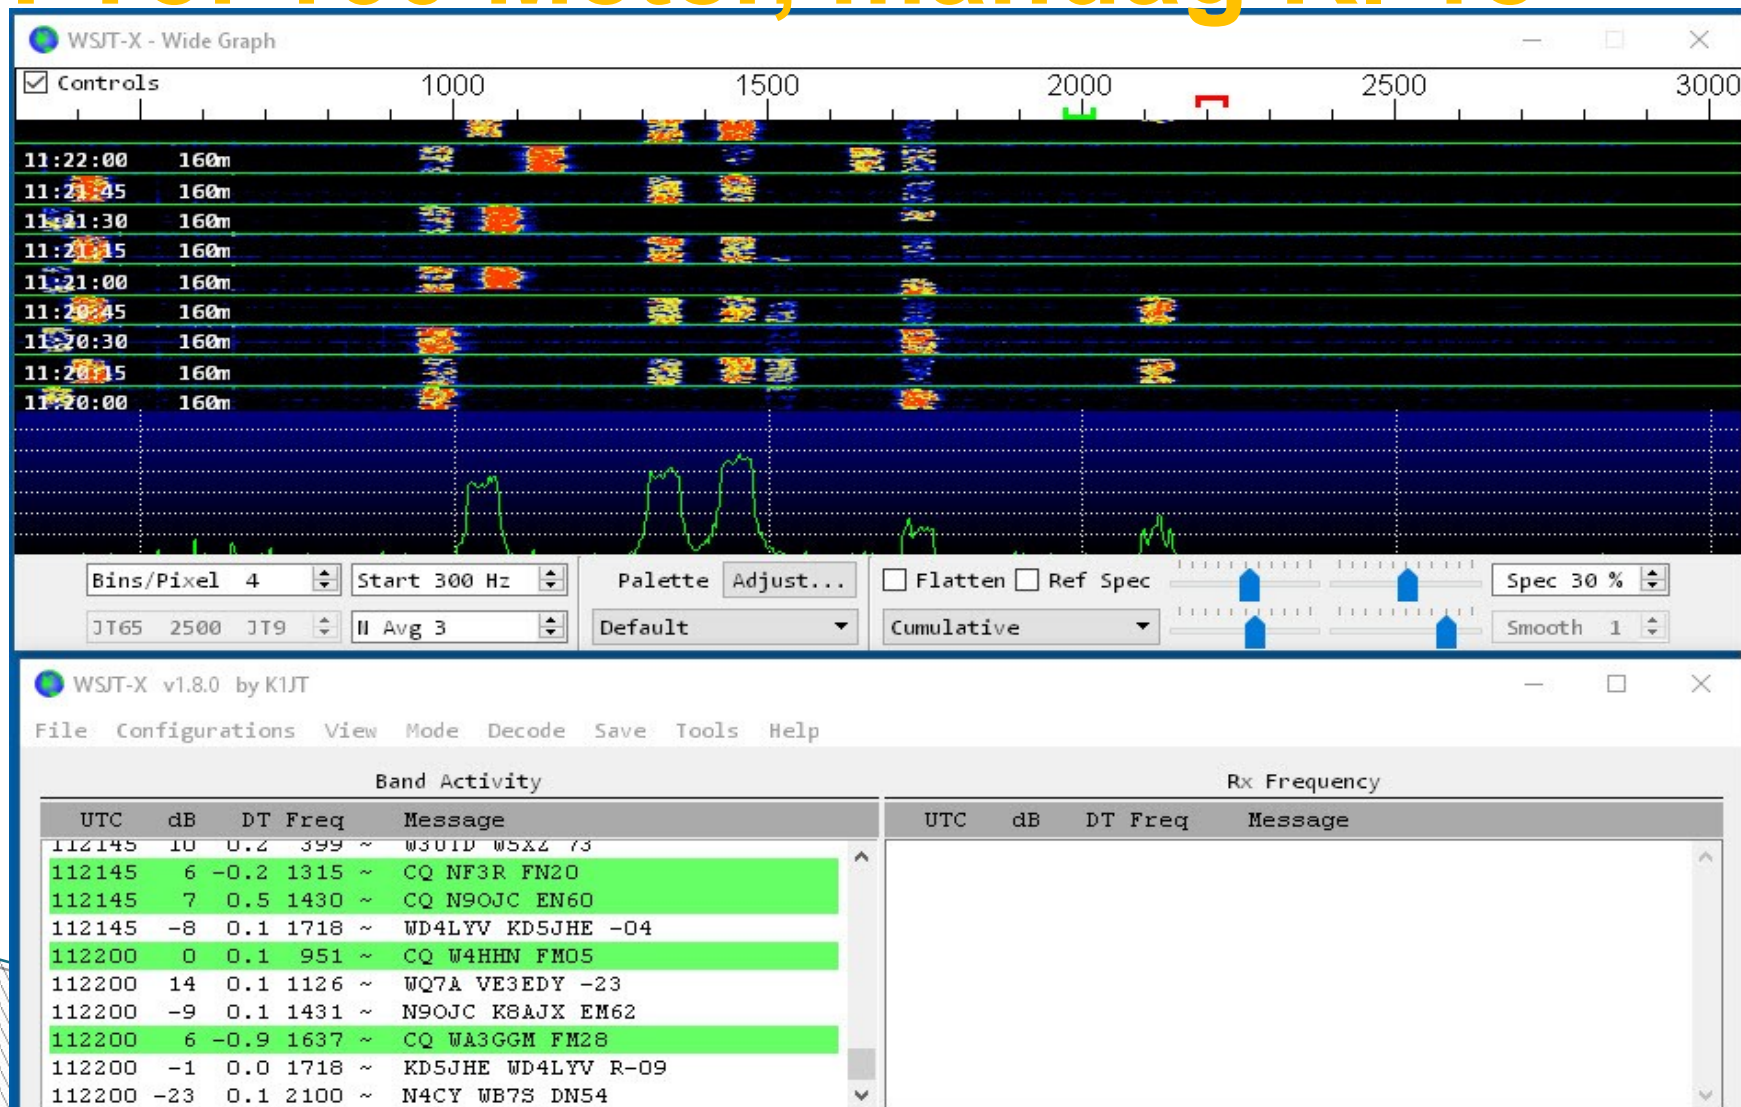 WSJT-X - Wide Graph
Controls 1000 1500 2000 2500 3000
11:22:00 160m
11:21:45 160m
11:21:30 160m
11:21:15 160m
11:21:00 160m
11:20:45 160m
11:20:30 160m
11:20:15 160m
11:20:00 160m
Bins/Pixel 4 Start 300 Hz Palette Adjust... Flatten Ref Spec Spec 30 %
JT65 2500 JT9 N Avg 3 Default Cumulative Smooth 1
WSJT-X v1.8.0 by K1JT
File Configurations View Mode Decode Save Tools Help
Band Activity Rx Frequency
UTC dB DT Freq Message UTC dB DT Freq Message
112145 10 0.2 399 ~ W3UID W5XZ 73
112145 6 -0.2 1315 ~ CQ NF3R FN20
112145 7 0.5 1430 ~ CQ N9OJC EN60
112145 -8 0.1 1718 ~ WD4LYV KD5JHE -04
112200 0 0.1 951 ~ CQ W4HHN FM05
112200 14 0.1 1126 ~ WQ7A VE3EDY -23
112200 -9 0.1 1431 ~ N9OJC K8AJX EM62
112200 6 -0.9 1637 ~ CQ WA3GGM FM28
112200 -1 0.0 1718 ~ KD5JHE WD4LYV R-09
112200 -23 0.1 2100 ~ N4CY WB7S DN54